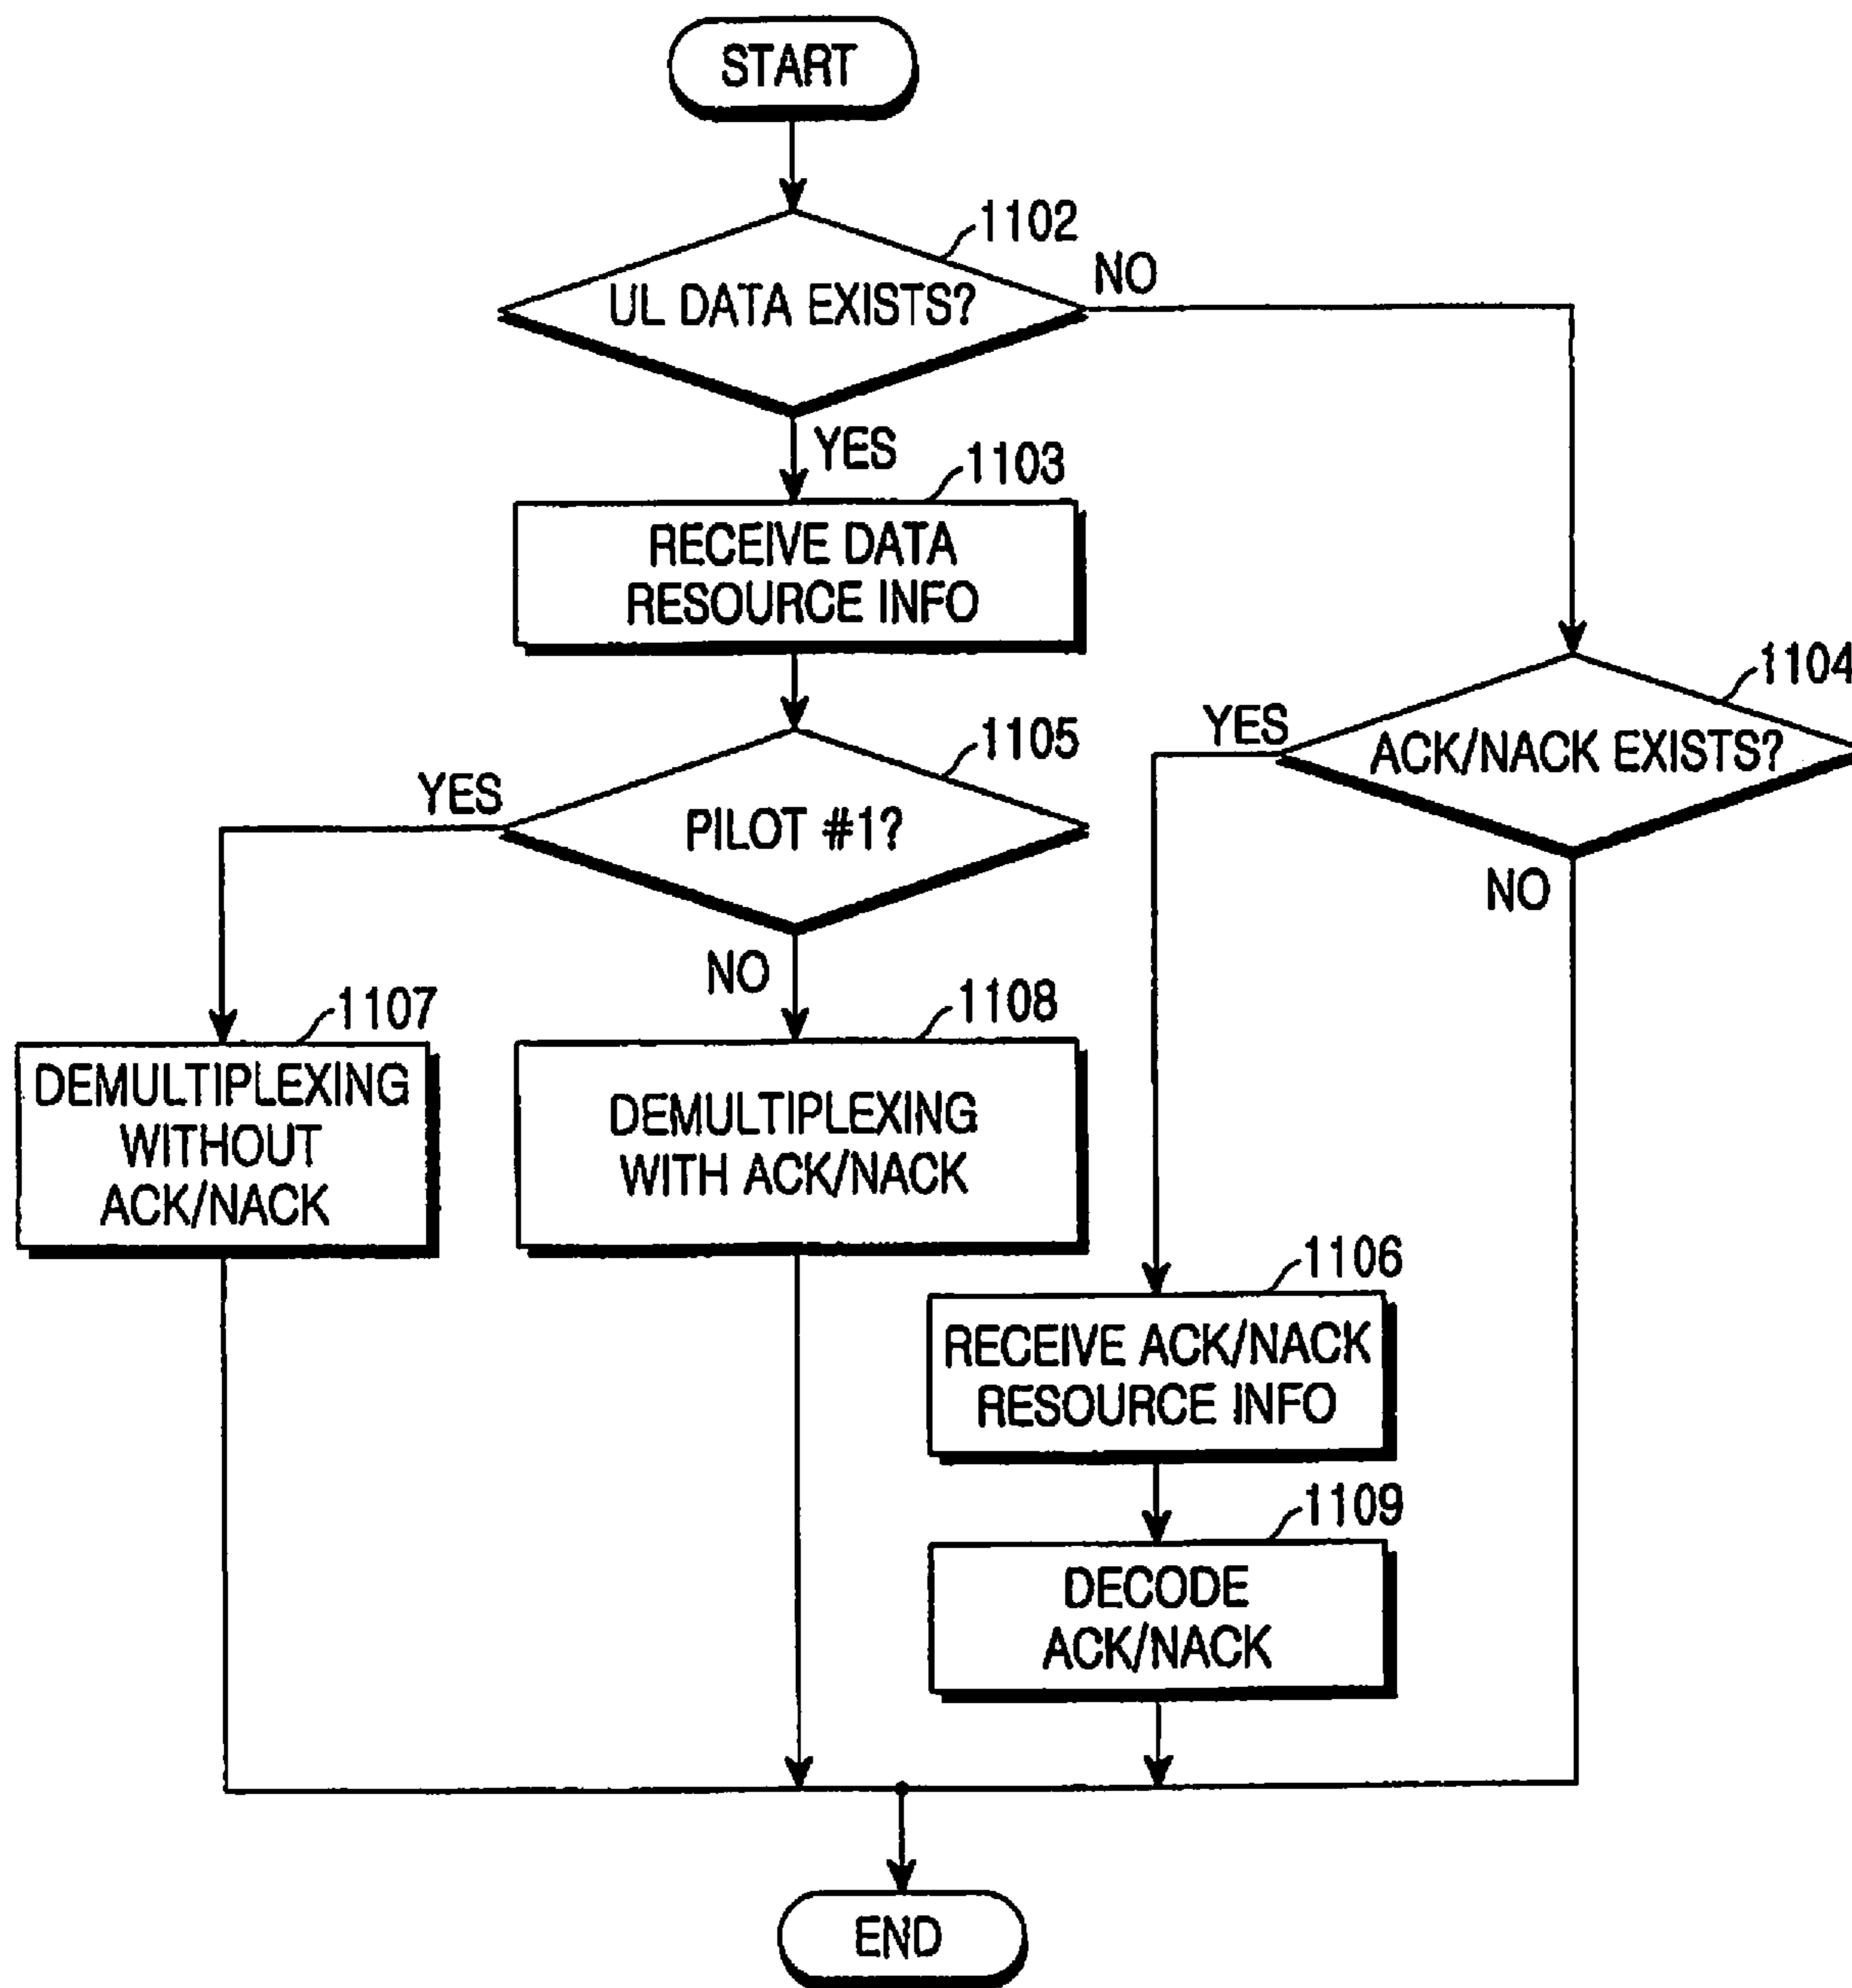 START
1102
UL DATA EXISTS?
NO
YES
1103
RECEIVE DATA
RESOURCE INFO
1104
ACK/NACK EXISTS?
YES
NO
1105
PILOT #1?
YES
NO
1107
DEMULTIPLEXING
WITHOUT
ACK/NACK
1108
DEMULTIPLEXING
WITH ACK/NACK
1106
RECEIVE ACK/NACK
RESOURCE INFO
1109
DECODE
ACK/NACK
END